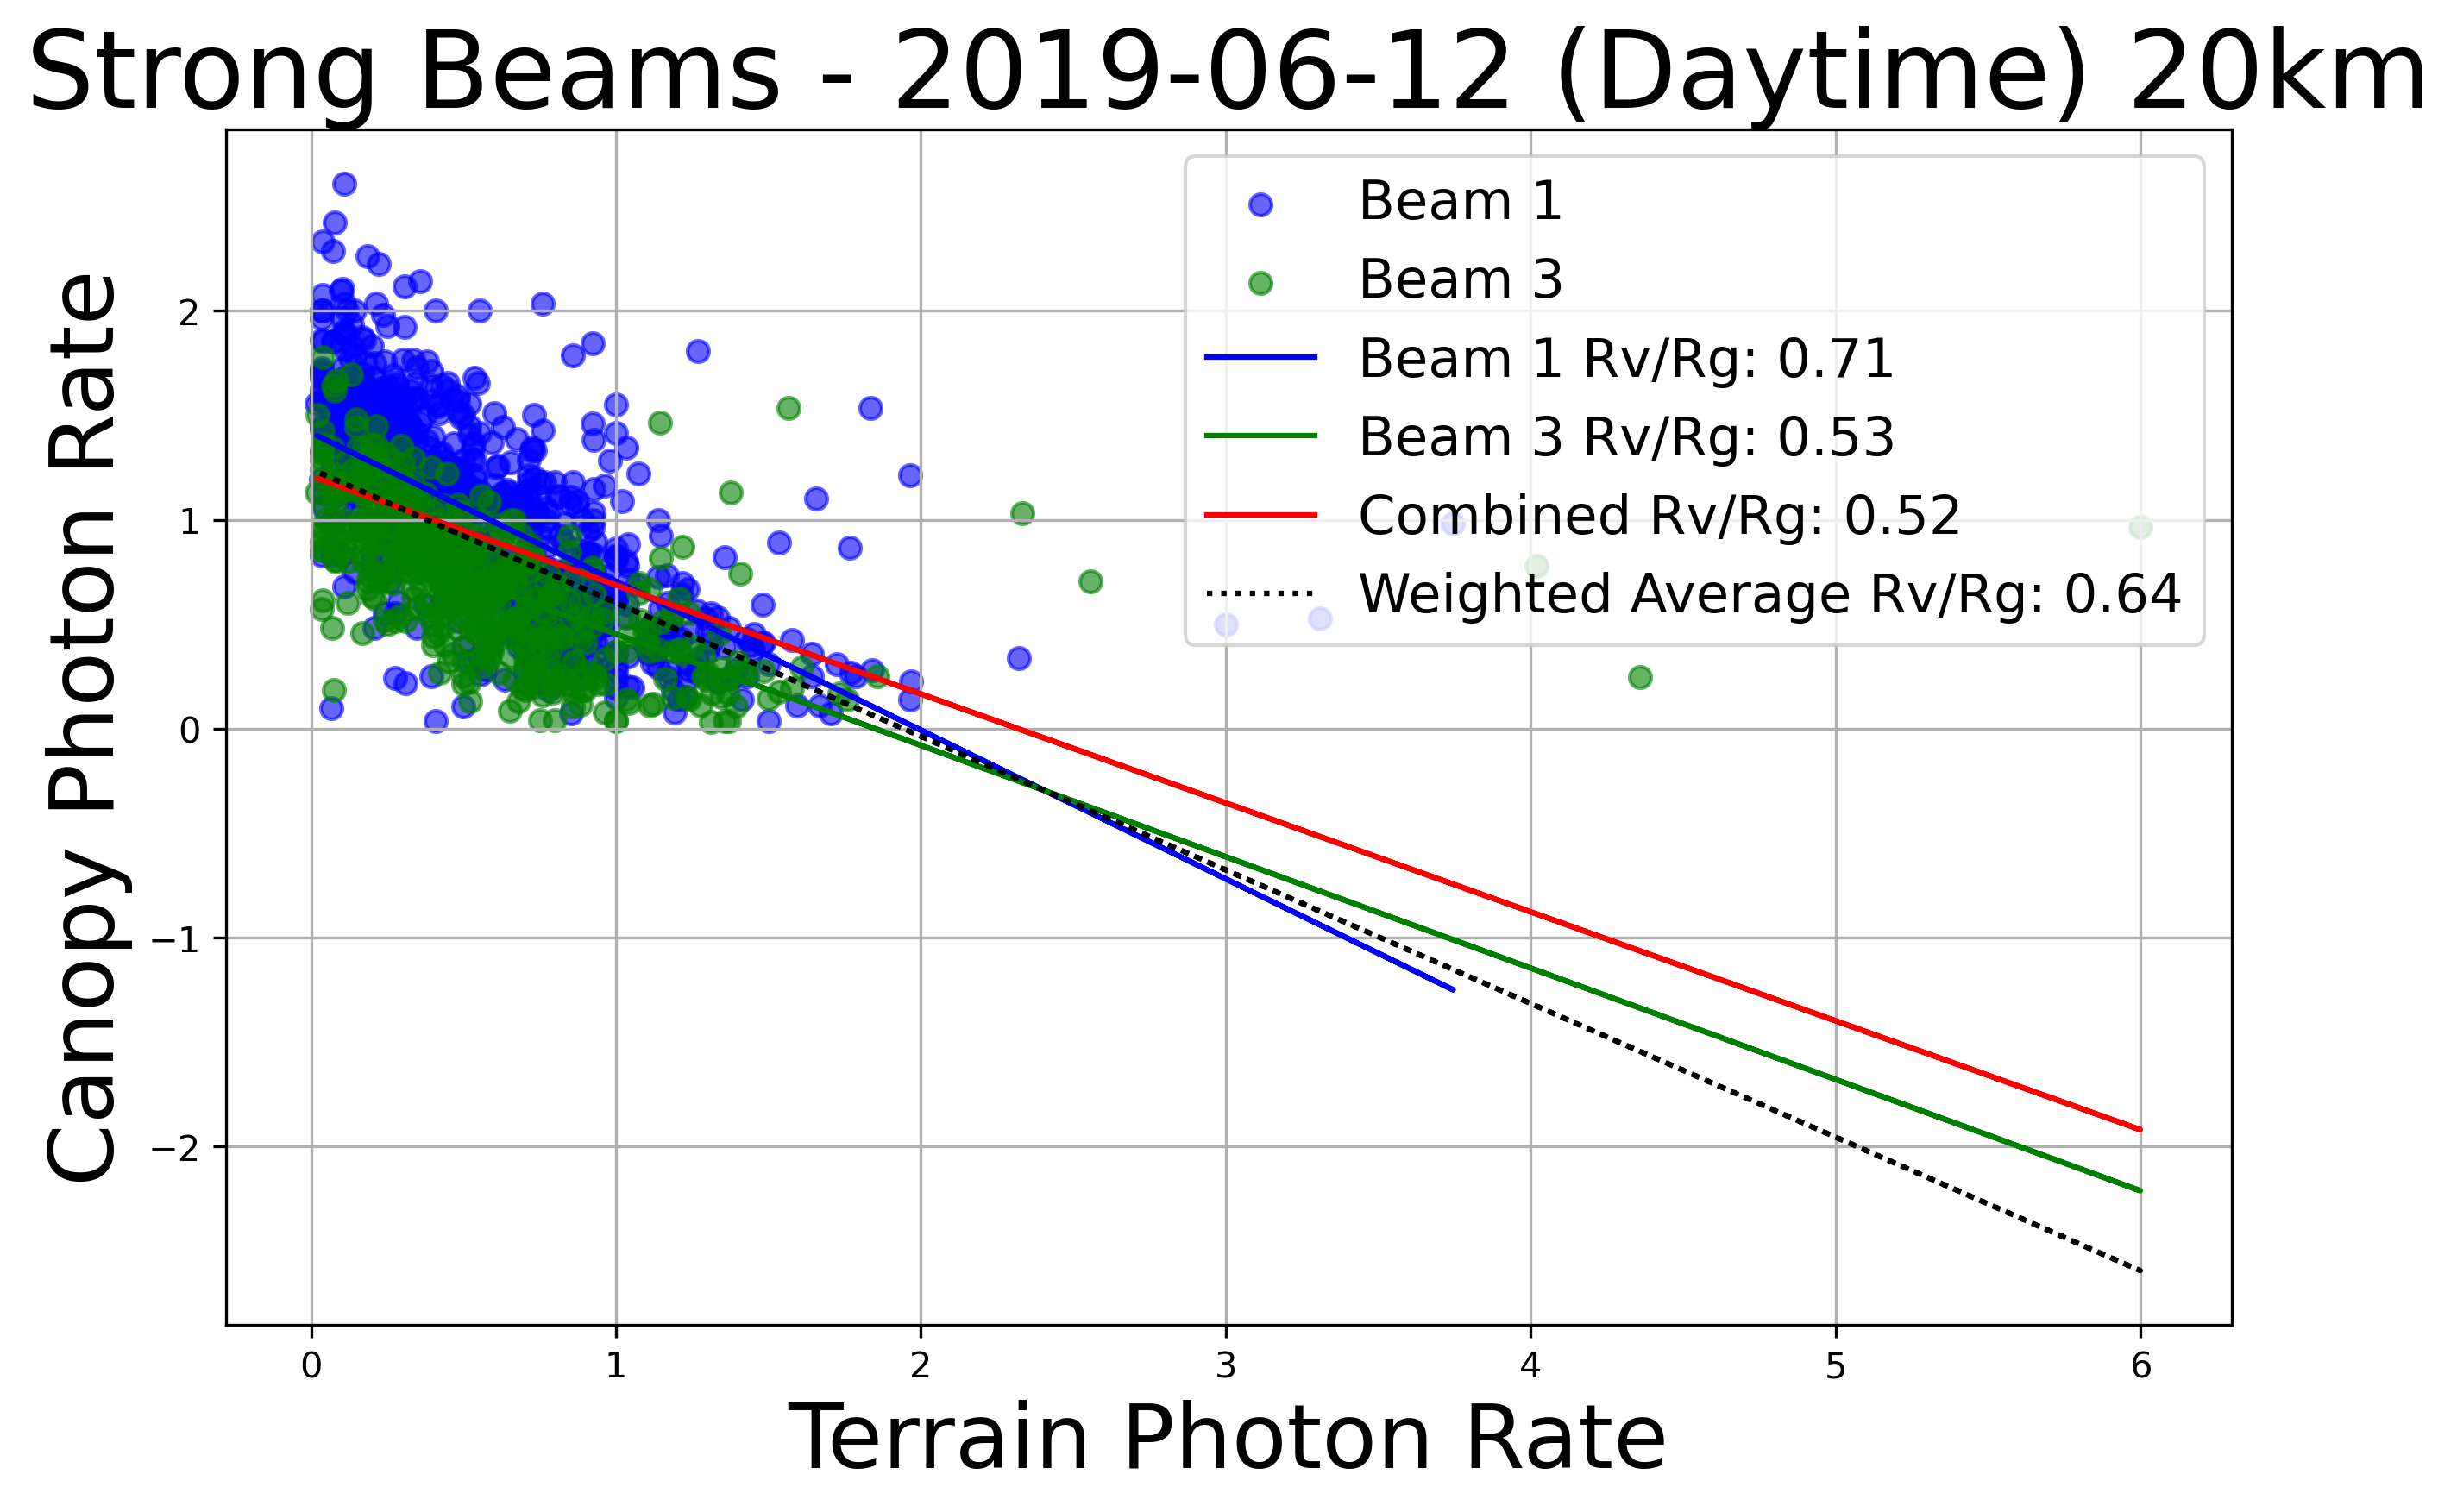 Strong Beams - 2019-06-12 (Daytime) 20km
Canopy Photon Rate
2
1
0
−1
−2
Beam 1
Beam 3
Beam 1 Rv/Rg: 0.71
Beam 3 Rv/Rg: 0.53
Combined Rv/Rg: 0.52
Weighted Average Rv/Rg: 0.64
0 1 2 3 4 5 6
Terrain Photon Rate